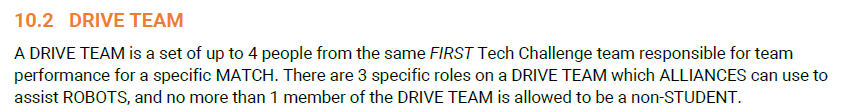 10.2 DRIVE TEAM
A DRIVE TEAM is a set of up to 4 people from the same FIRST Tech Challenge team responsible for team
performance for a specific MATCH. There are 3 specific roles on a DRIVE TEAM which ALLIANCES can use to
assist ROBOTS, and no more than 1 member of the DRIVE TEAM is allowed to be a non-STUDENT.